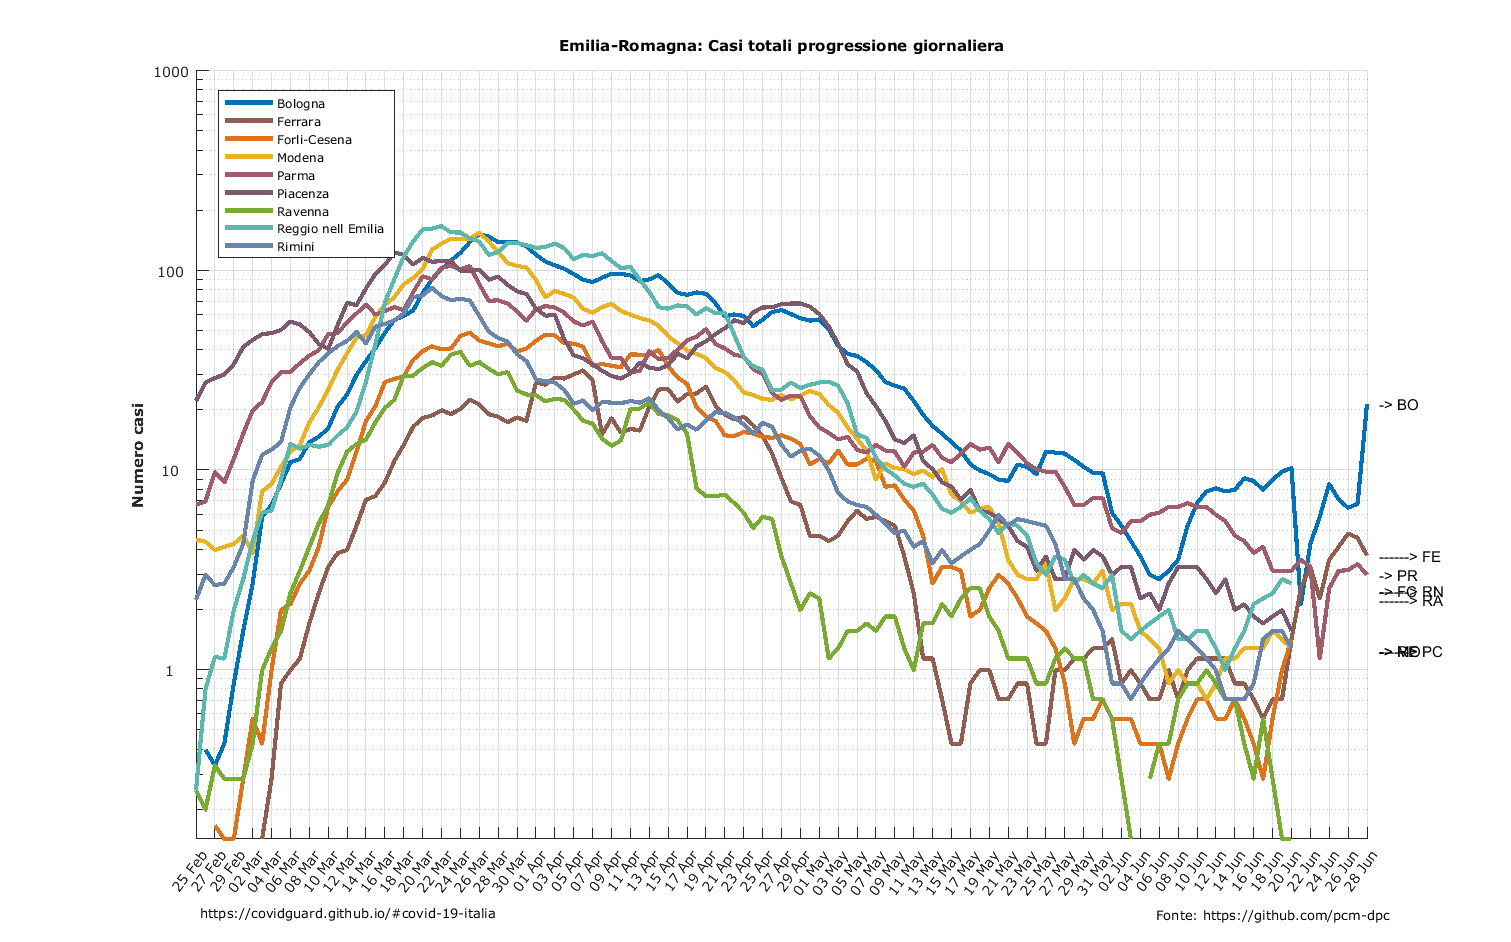 Emilia-Romagna: Casi totali progressione giornaliera
1000
100
10
1
Numero casi
Bologna
Ferrara
Forli-Cesena
Modena
Parma
Piacenza
Ravenna
Reggio nell Emilia
Rimini
-> BO
------> FE
-> PR
RN
------> RA
PC
25 Feb
27 Feb
29 Feb
02 Mar
04 Mar
06 Mar
08 Mar
10 Mar
12 Mar
14 Mar
16 Mar
18 Mar
20 Mar
22 Mar
24 Mar
26 Mar
28 Mar
30 Mar
01 Apr
03 Apr
05 Apr
07 Apr
09 Apr
11 Apr
13 Apr
15 Apr
17 Apr
19 Apr
21 Apr
23 Apr
25 Apr
27 Apr
29 Apr
01 May
03 May
05 May
07 May
09 May
11 May
13 May
15 May
17 May
19 May
21 May
23 May
25 May
27 May
29 May
31 May
02 Jun
04 Jun
06 Jun
08 Jun
10 Jun
12 Jun
14 Jun
16 Jun
18 Jun
20 Jun
22 Jun
24 Jun
26 Jun
28 Jun
https://covidguard.github.io/#covid-19-italia
Fonte: https://github.com/pcm-dpc